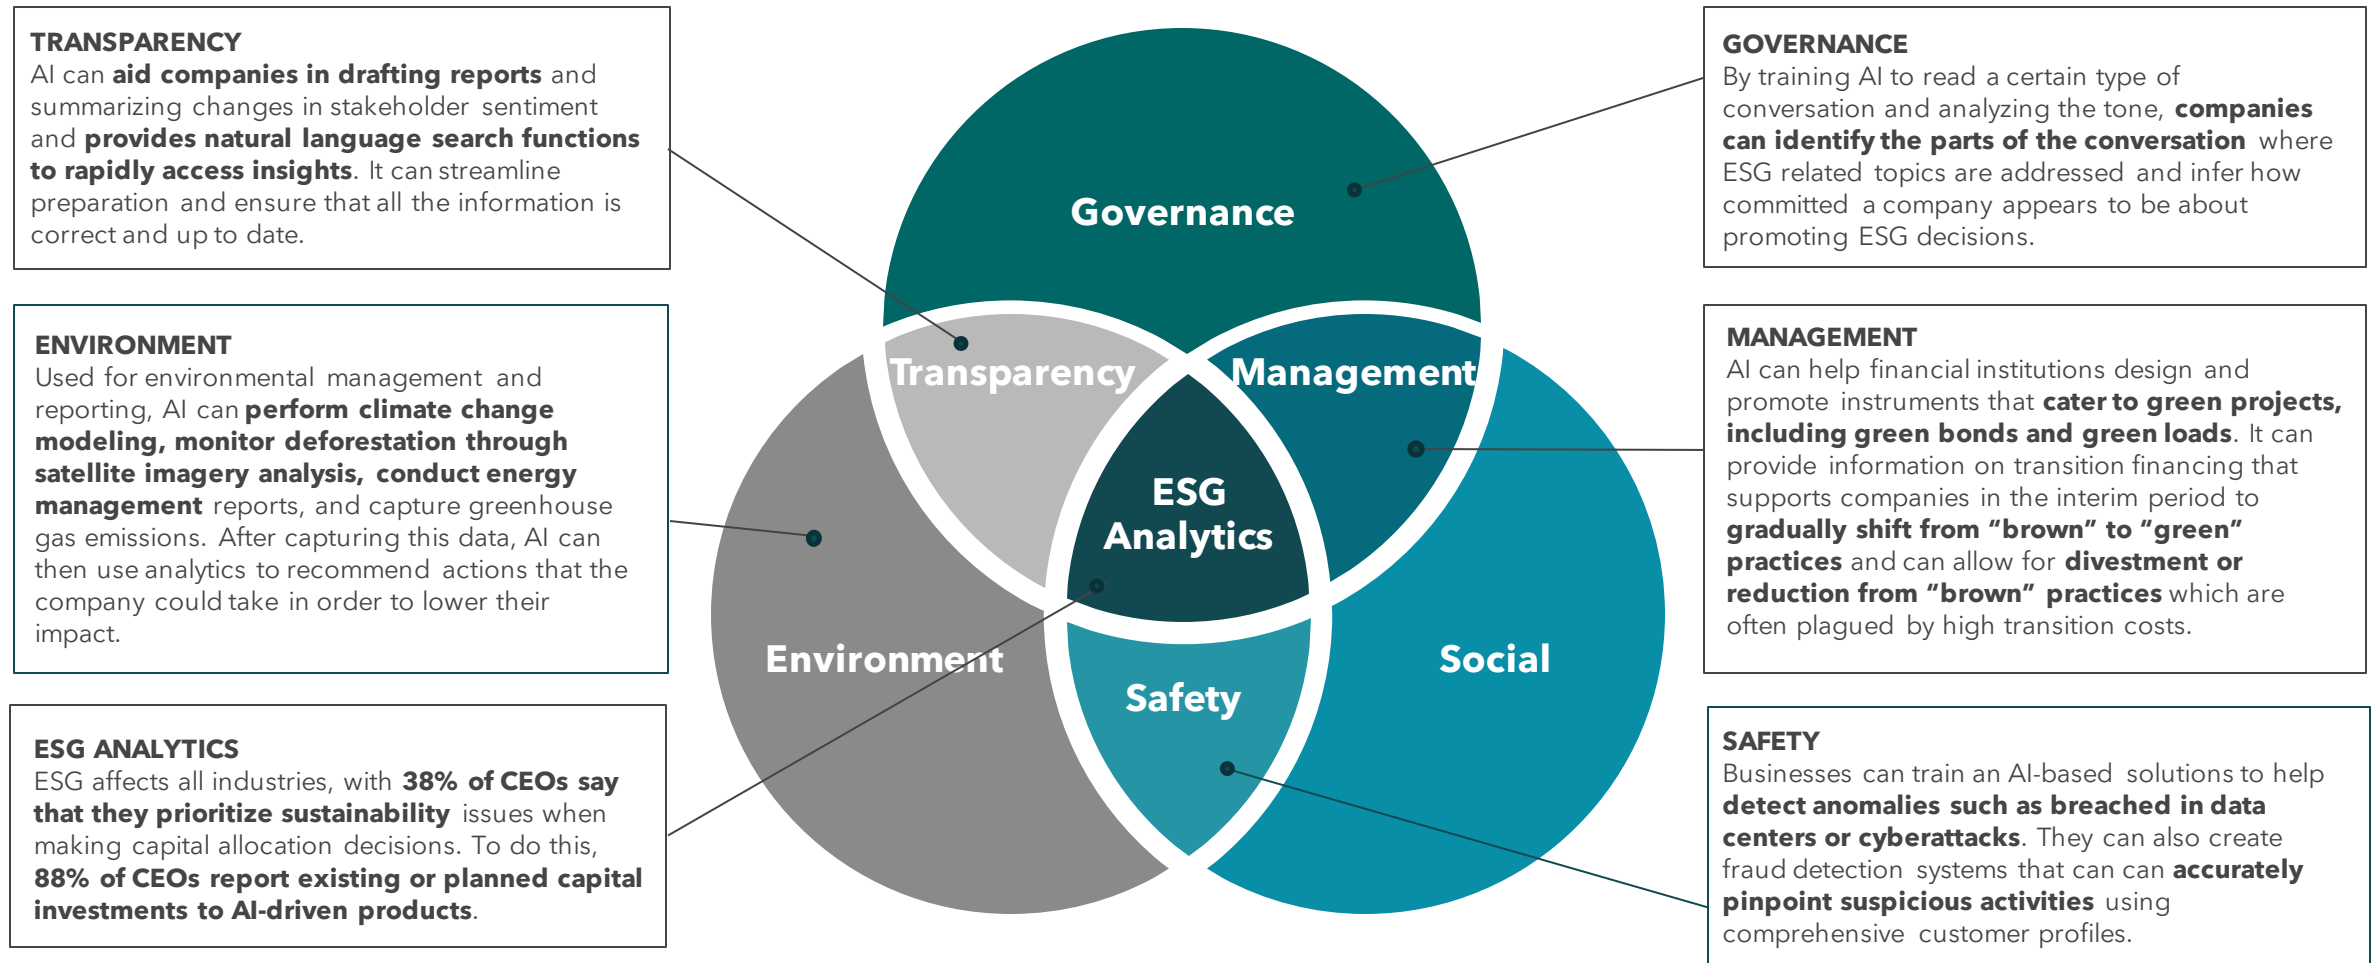 TRANSPARENCY
AI can aid companies in drafting reports and
summarizing changes in stakeholder sentiment
and provides natural language search functions
to rapidly access insights. It can streamline
preparation and ensure that all the information is
correct and up to date.
ENVIRONMENT
Used for environmental management and
reporting, AI can perform climate change
modeling, monitor deforestation through
satellite imagery analysis, conduct energy
management reports, and capture greenhouse
gas emissions. After capturing this data, AI can
then use analytics to recommend actions that the
company could take in order to lower their
impact.
ESG ANALYTICS
ESG affects all industries, with 38% of CEOs say
that they prioritize sustainability issues when
making capital allocation decisions. To do this,
88% of CEOs report existing or planned capital
investments to AI-driven products.
Governance
Transparency
Management
ESG
Analytics
Environment
Social
Safety
GOVERNANCE
By training AI to read a certain type of
conversation and analyzing the tone, companies
can identify the parts of the conversation where
ESG related topics are addressed and infer how
committed a company appears to be about
promoting ESG decisions.
MANAGEMENT
AI can help financial institutions design and
promote instruments that cater to green projects,
including green bonds and green loads. It can
provide information on transition financing that
supports companies in the interim period to
gradually shift from “brown” to “green”
practices and can allow for divestment or
reduction from “brown” practices which are
often plagued by high transition costs.
SAFETY
Businesses can train an AI-based solutions to help
detect anomalies such as breached in data
centers or cyberattacks. They can also create
fraud detection systems that can can accurately
pinpoint suspicious activities using
comprehensive customer profiles.